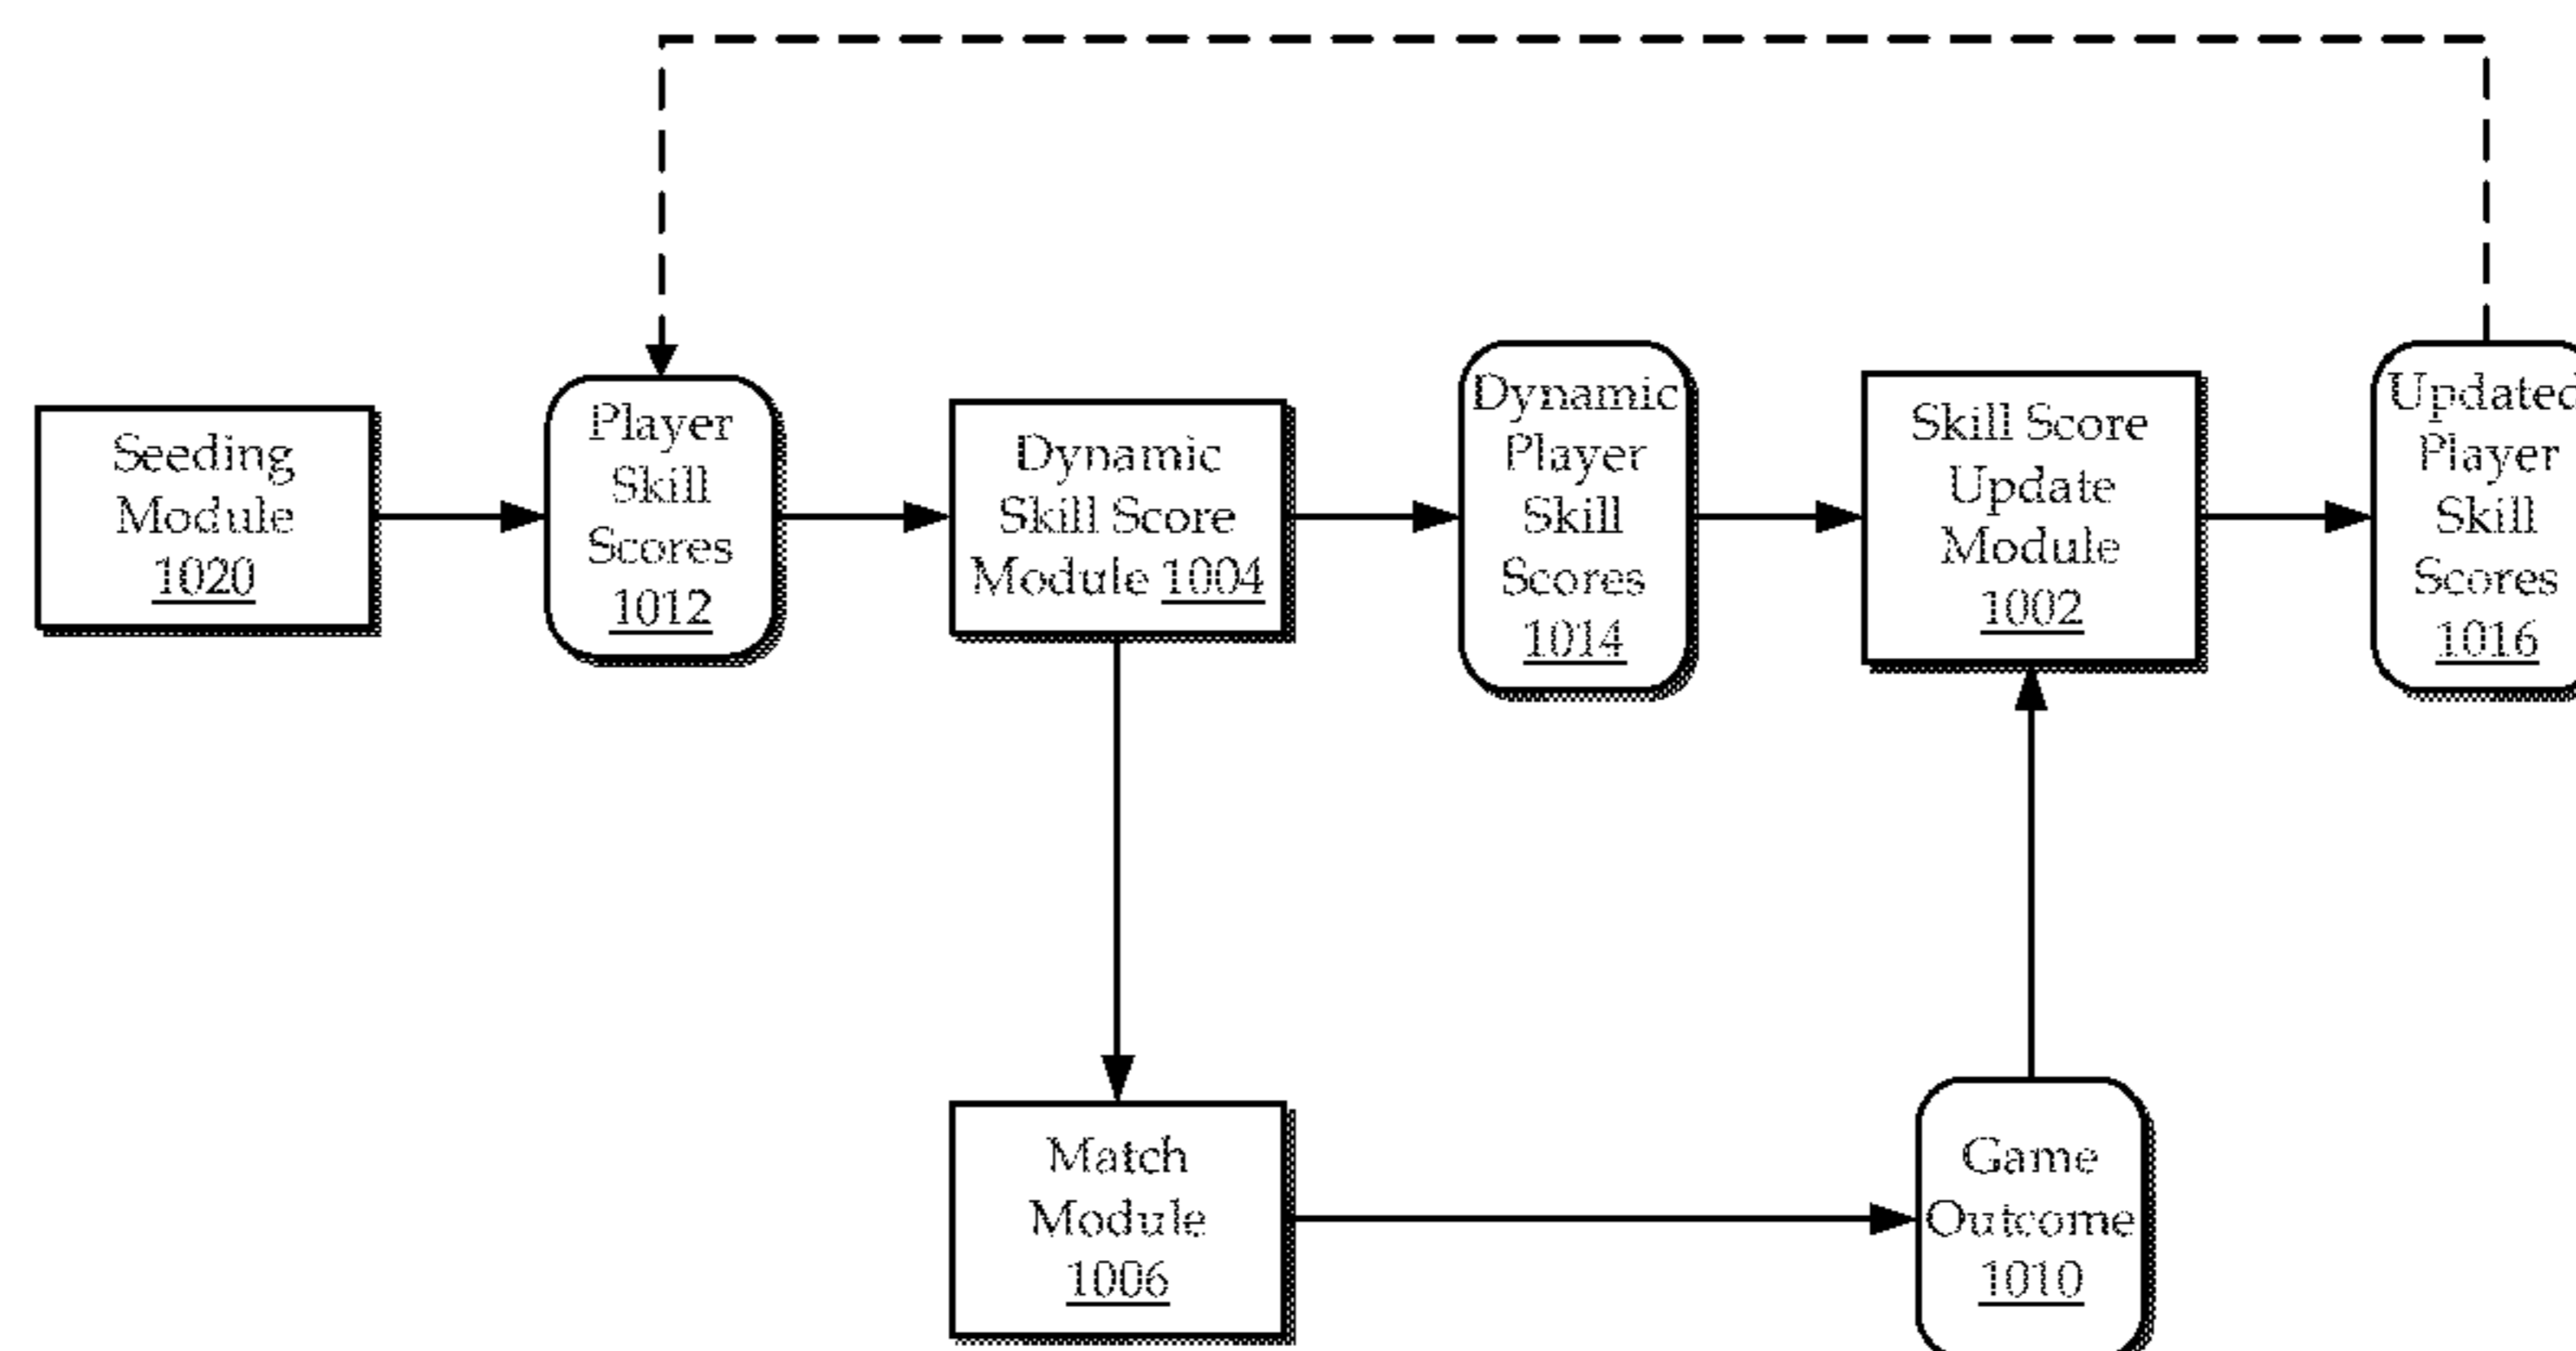 Seeding
Module
1020
Player
Skill
Scores
1012
Dynamic
Skill Score
Module 1004
Dynamic
Player
Skill
Scores
1014
Skill Score
Update
Module
1002
Updated
Player
Skill
Scores
1016
Match
Module
1006
Game
Outcome
1010